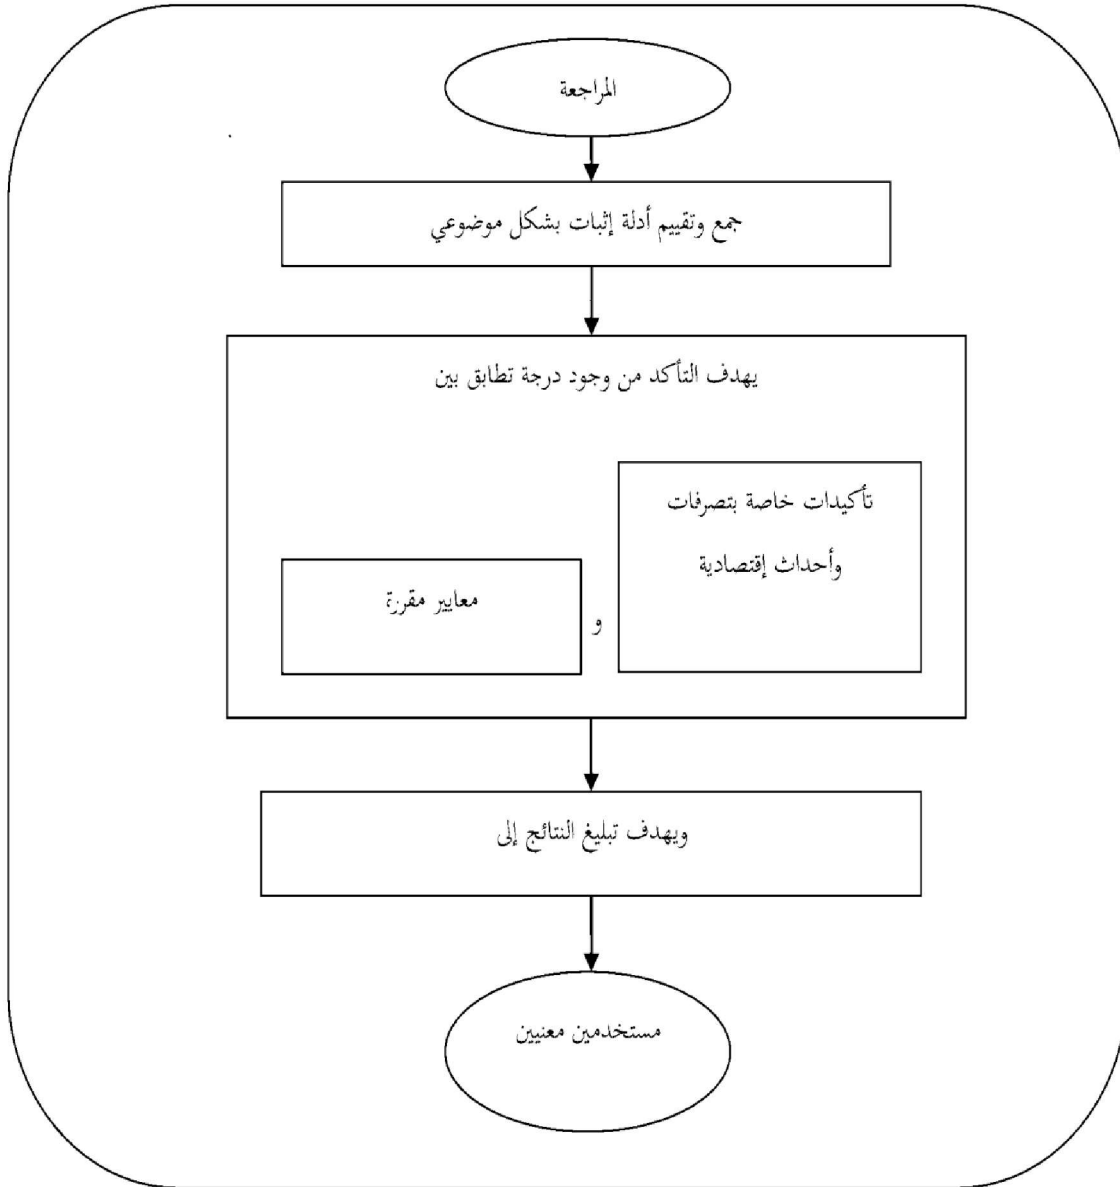 المراجعة
جمع وتقييم أدلة إثبات بشكل موضوعي
يهدف التأكد من وجود درجة تطابق بين
تأكيدات خاصة بتصرفات
وأحداث إقتصادية
و
معايير مقررة
ويهدف تبليغ النتائج إلى
مستخدمين معنيين